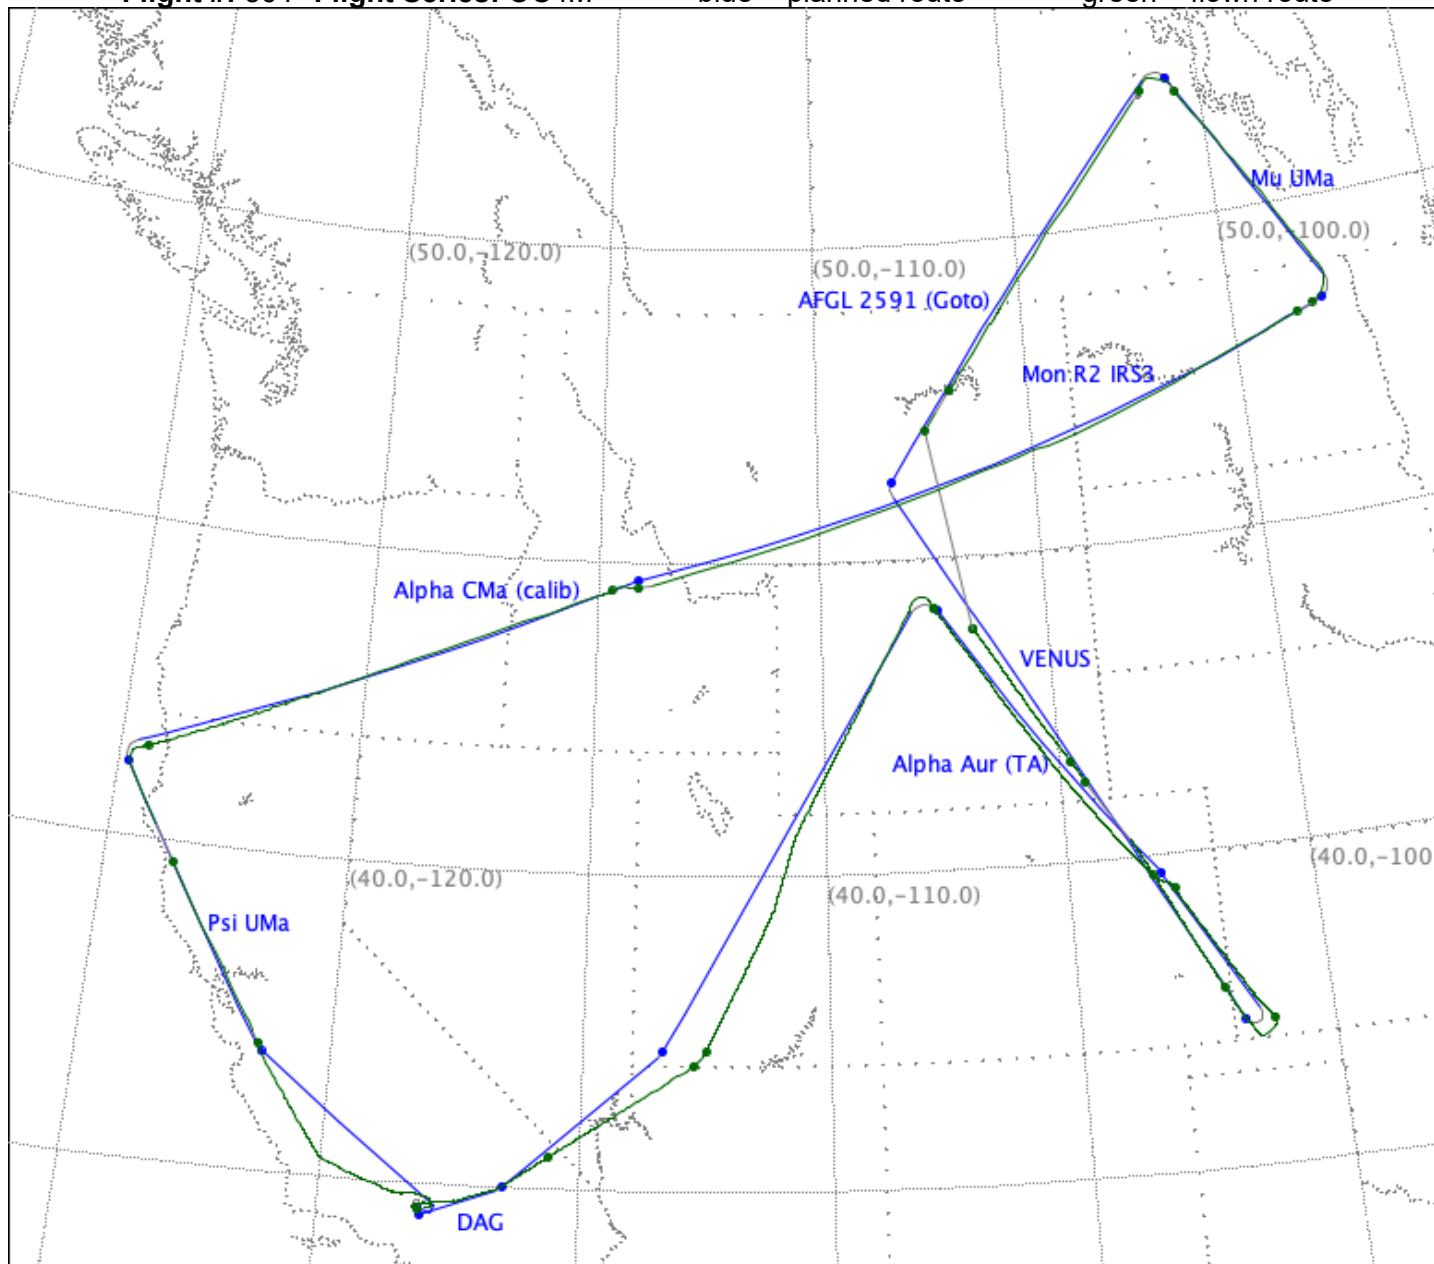 Mu UMa
(50.0,-100.0)
(50.0,-120.0)
(50.0,-110.0)
AFGL 2591 (Goto)
Mon R2 IRS3
Alpha CMa (calib)
VENUS
Alpha Aur (TA)
(40.0,-100
(40.0,-120.0)
(40.0,-110.0)
Psi UMa
DAG